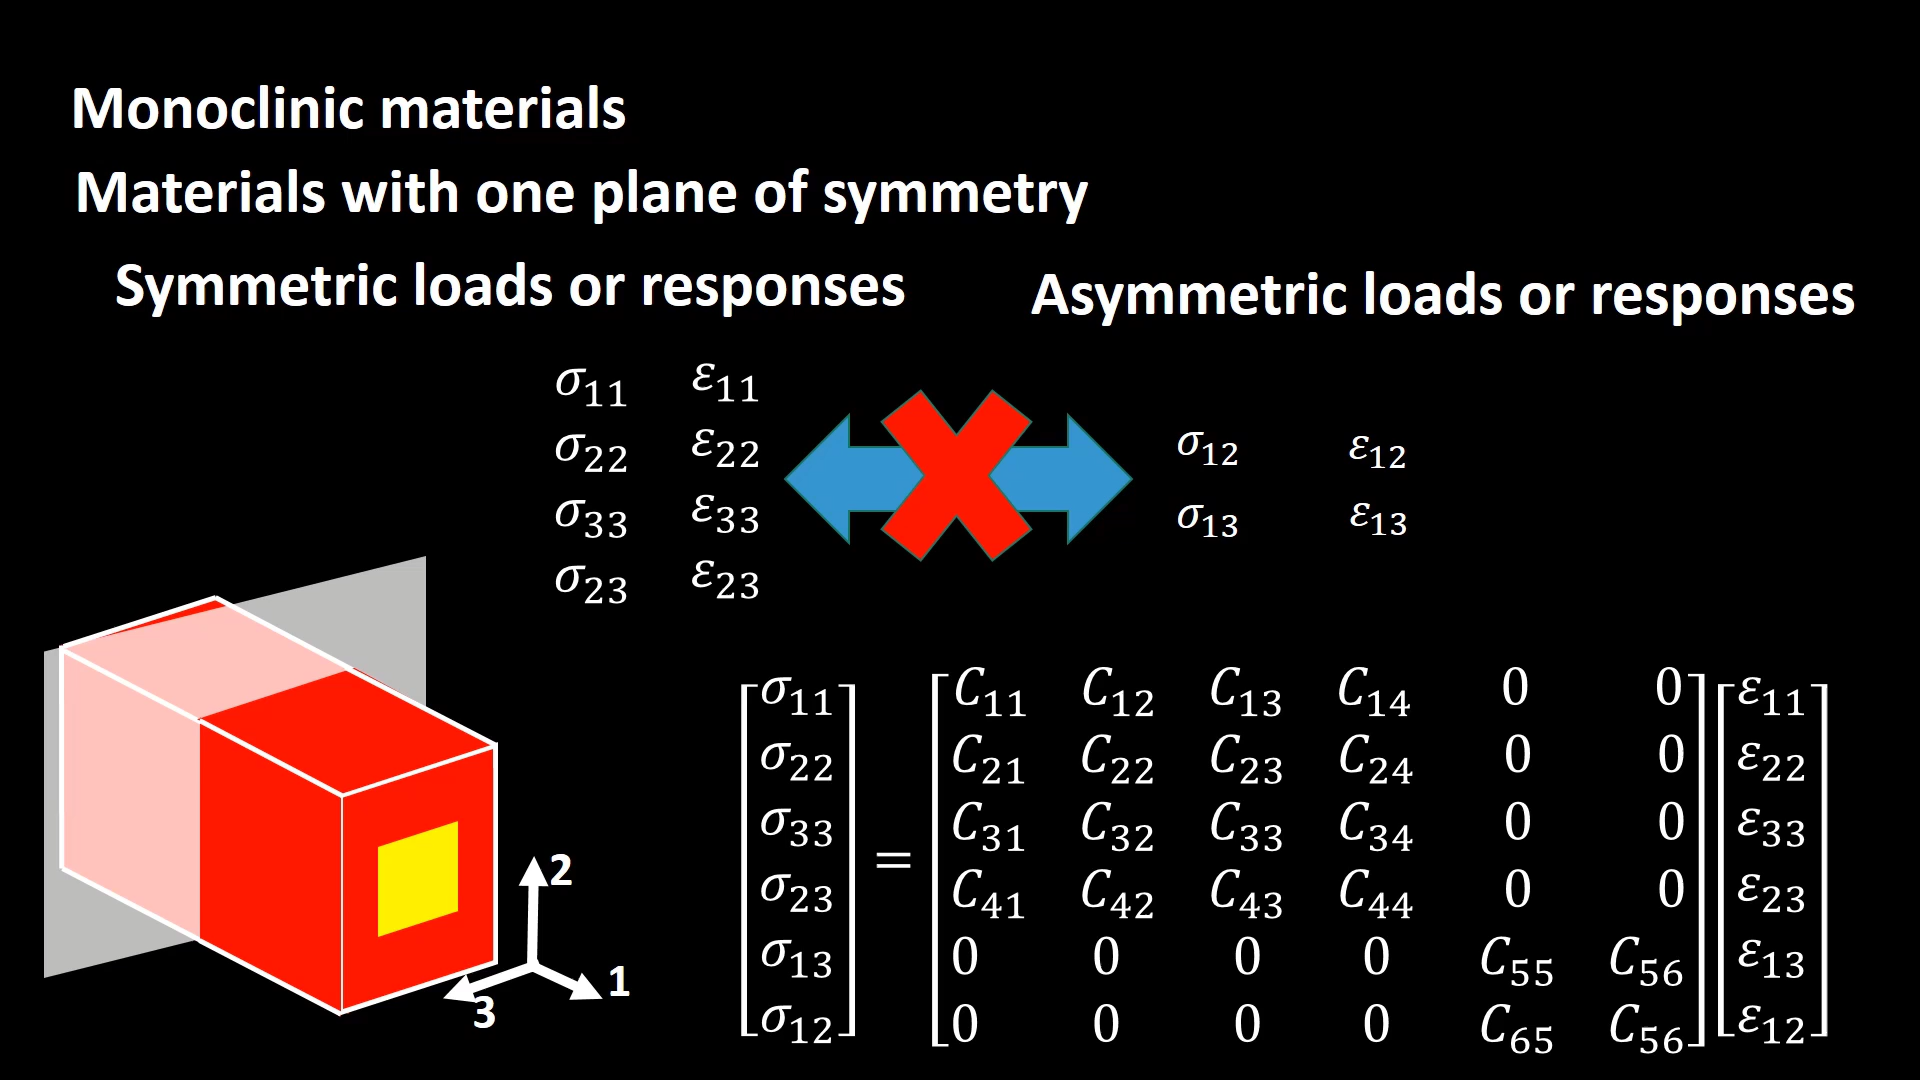 Monoclinic materials
Materials with one plane of symmetry
Symmetric loads or responses
Asymmetric loads or responses
σ₁₁ ε₁₁
σ₂₂ ε₂₂
σ₃₃ ε₃₃
σ₂₃ ε₂₃
σ₁₂ ε₁₂
σ₁₃ ε₁₃
2
1
3
σ₁₁ C₁₁ C₁₂ C₁₃ C₁₄ 0 0 ε₁₁
σ₂₂ C₂₁ C₂₂ C₂₃ C₂₄ 0 0 ε₂₂
σ₃₃ C₃₁ C₃₂ C₃₃ C₃₄ 0 0 ε₃₃
=
σ₂₃ C₄₁ C₄₂ C₄₃ C₄₄ 0 0 ε₂₃
σ₁₃ 0 0 0 0 C₅₅ C₅₆ ε₁₃
σ₁₂ 0 0 0 0 C₆₅ C₅₆ ε₁₂